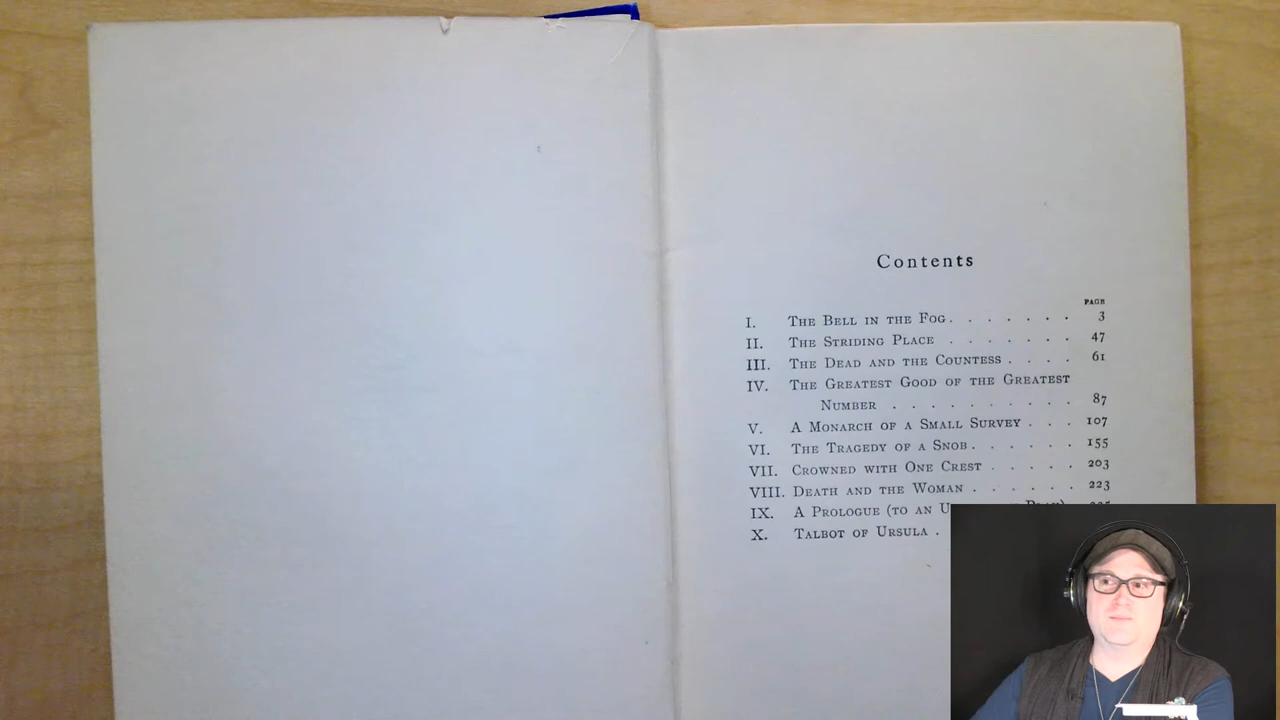 Contents
PAGE
I. THE BELL IN THE FOG . . . . . . . 3
II. THE STRIDING PLACE . . . . . . . 47
III. THE DEAD AND THE COUNTESS . . . . 61
IV. THE GREATEST GOOD OF THE GREATEST
NUMBER . . . . . . . . . . 87
V. A MONARCH OF A SMALL SURVEY . . . 107
VI. THE TRAGEDY OF A SNOB . . . . . . 155
VII. CROWNED WITH ONE CREST . . . . . 203
VIII. DEATH AND THE WOMAN . . . . . . 223
IX. A PROLOGUE (TO AN
X. TALBOT OF URSULA .